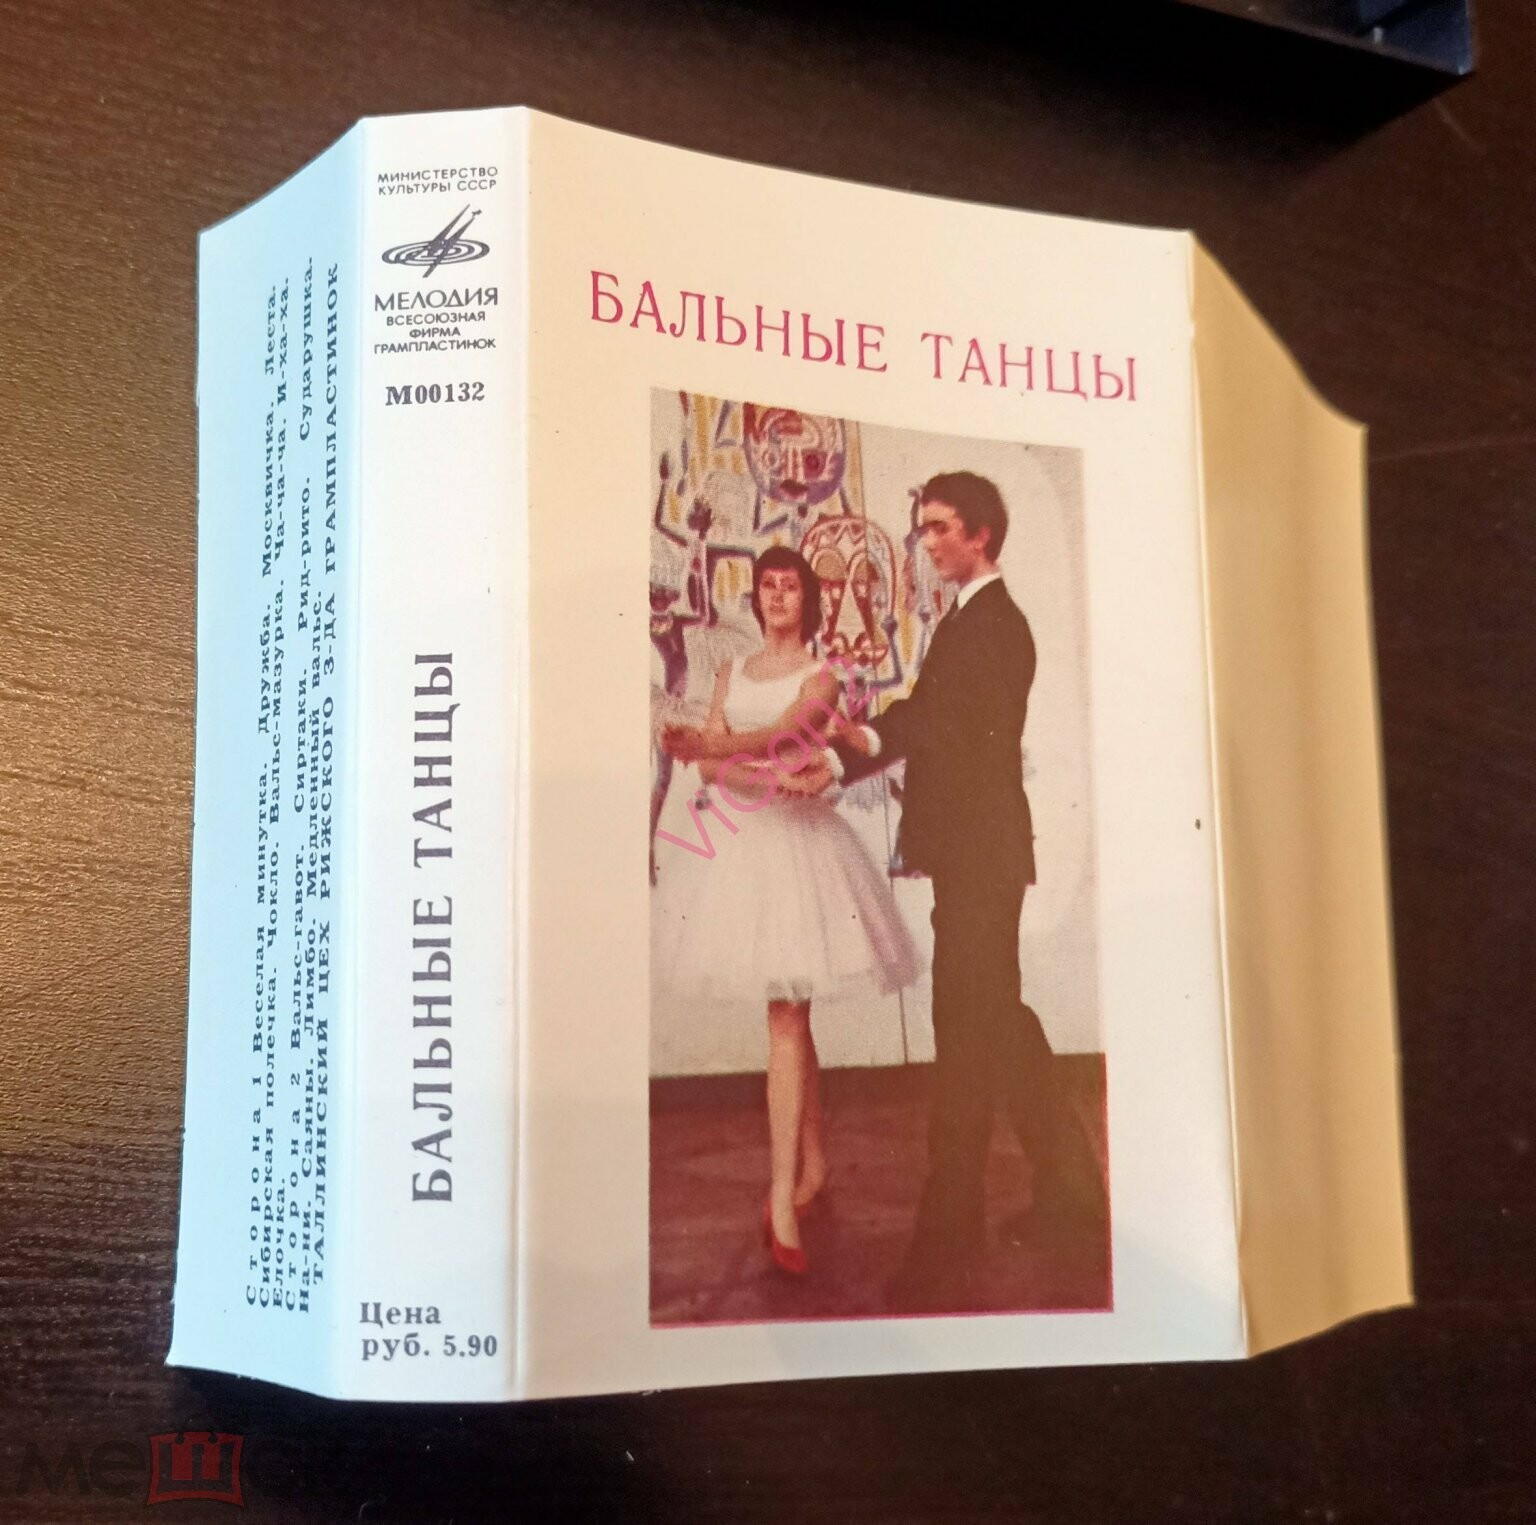 МИНИСТЕРСТВО
КУЛЬТУРЫ СССР
МЕЛОДИЯ
ВСЕСОЮЗНАЯ
ФИРМА
ГРАМПЛАСТИНОК
М00132
БАЛЬНЫЕ ТАНЦЫ
Цена
руб. 5.90
БАЛЬНЫЕ ТАНЦЫ
Сторона 1 Веселая минутка. Дружба. Москвичка. Леста.
Сибирская полечка. Чокло. Вальс-мазурка. Ча-ча-ча. И-ха-ха.
Елочка.
Сторона 2 Вальс-гавот. Сиртаки. Рид-рито. Сударушка.
На-ни. Саяны. Лимбо. Медленный вальс.
ТАЛЛИНСКИЙ ЦЕХ РИЖСКОГО З-ДА ГРАМПЛАСТИНОК
ViGan2
мешок